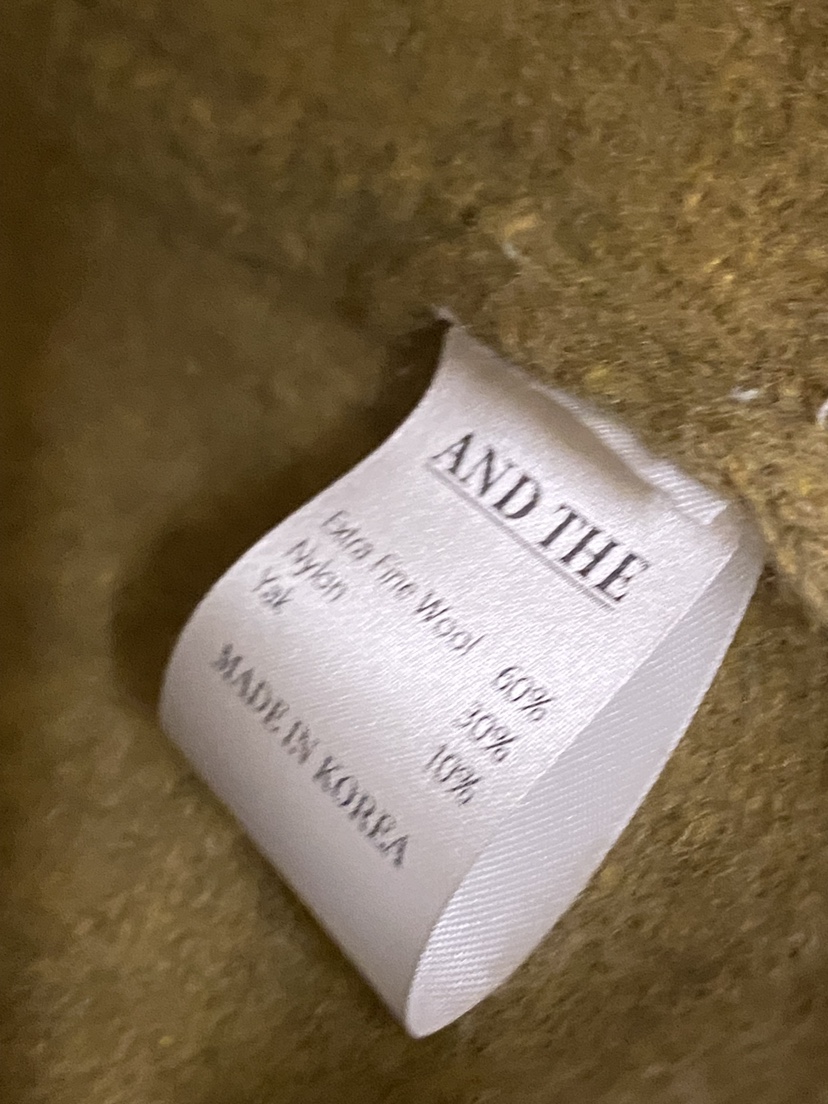 AND THE
Extra Fine Wool 60%
Nylon 30%
Yak 10%
MADE IN KOREA